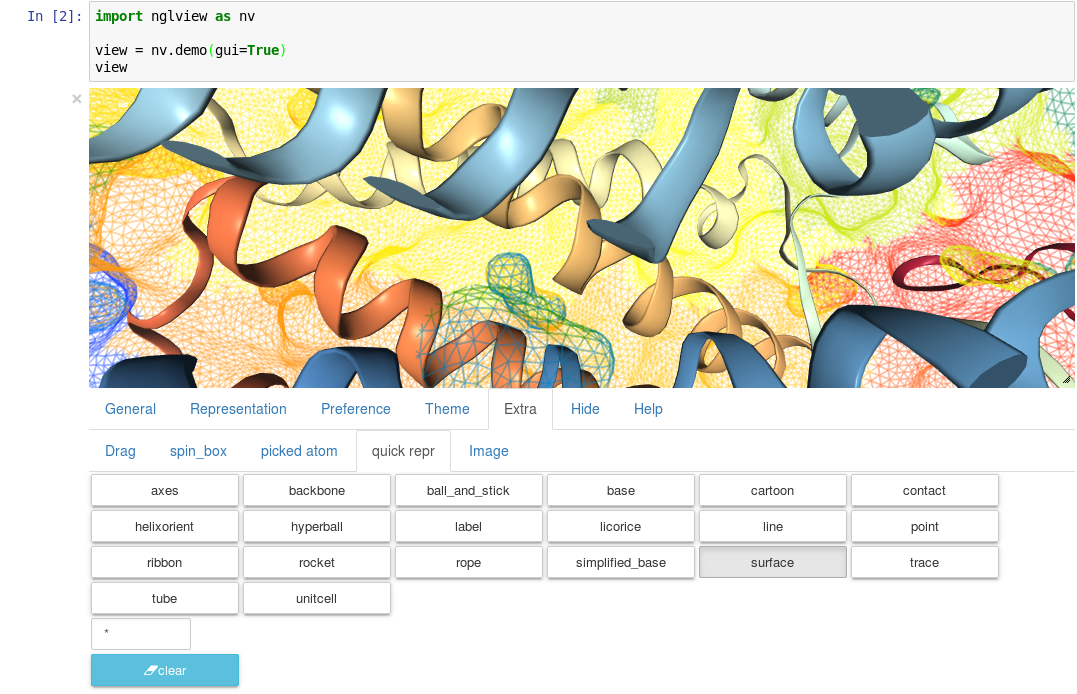 In [2]: import nglview as nv
view = nv.demo(gui=True)
view
×
General Representation Preference Theme Extra Hide Help
Drag spin_box picked atom quick repr Image
axes backbone ball_and_stick base cartoon contact
helixorient hyperball label licorice line point
ribbon rocket rope simplified_base surface trace
tube unitcell
*
clear